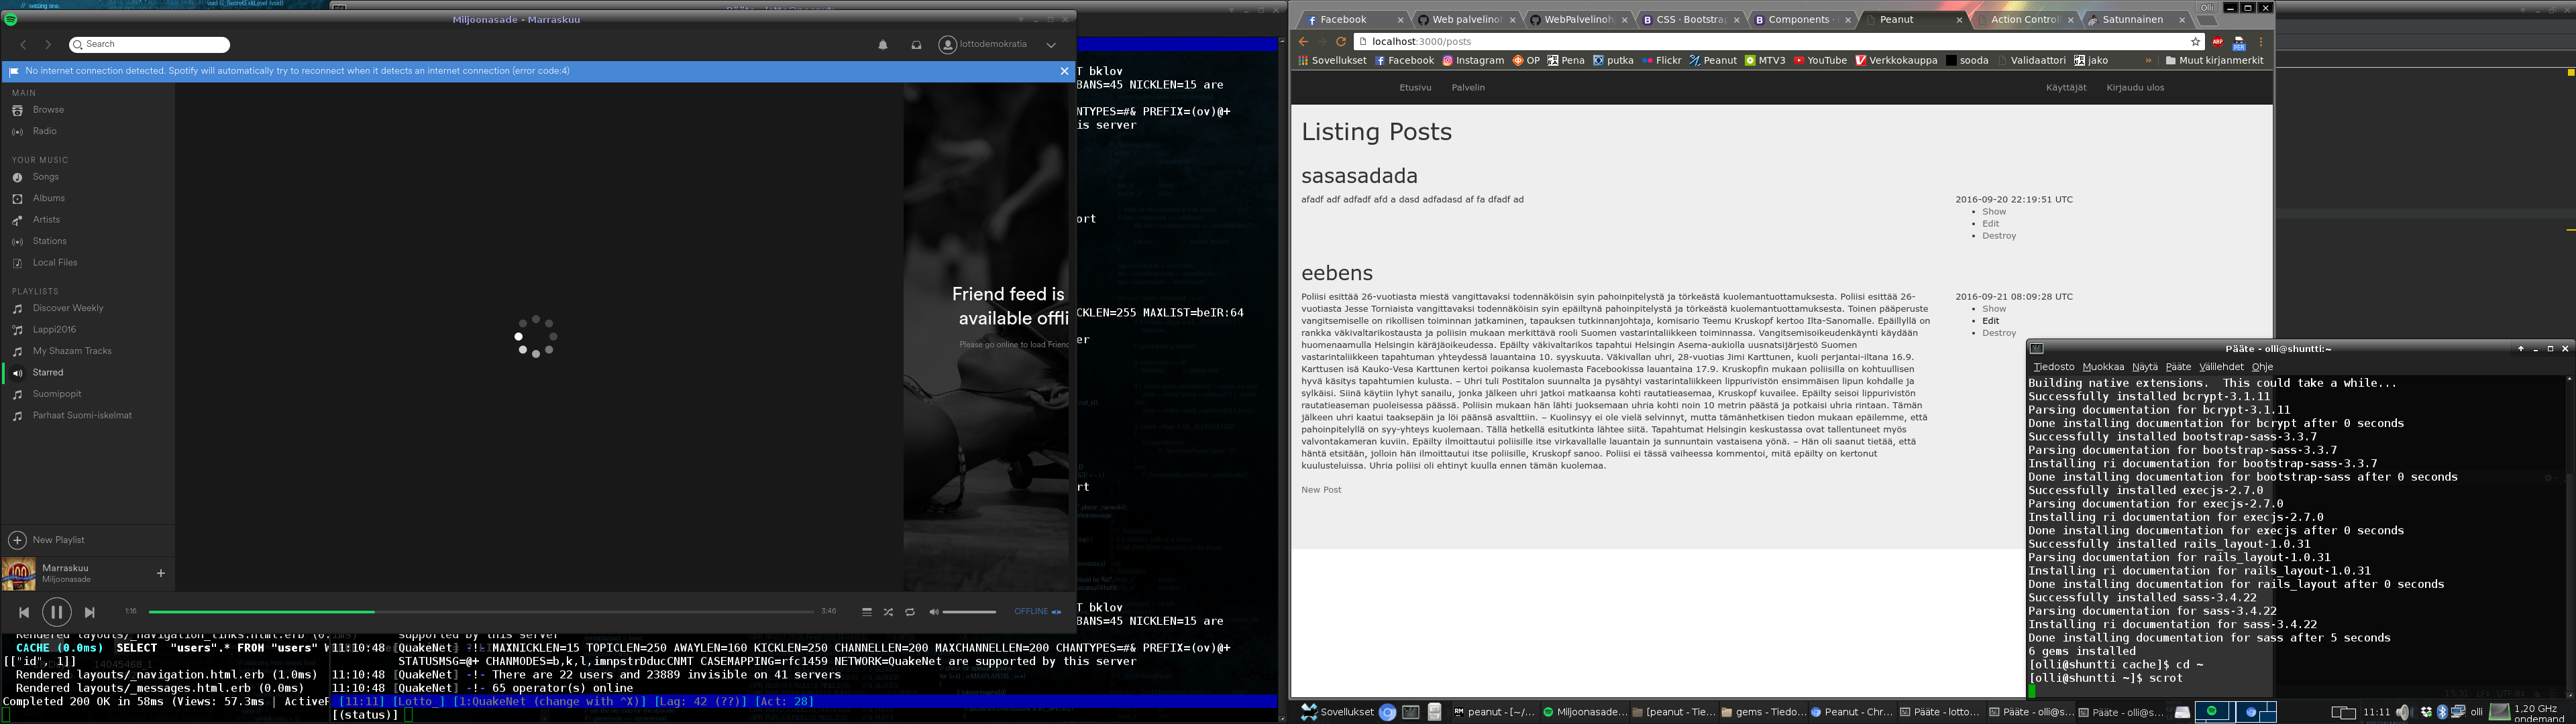 Miljoonasade - Marraskuu
Search
lottodemokratia
No internet connection detected. Spotify will automatically try to reconnect when it detects an internet connection (error code:4)
MAIN
Browse
Radio
YOUR MUSIC
Songs
Albums
Artists
Stations
Local Files
PLAYLISTS
Discover Weekly
Lappi2016
My Shazam Tracks
Starred
Suomipopit
Parhaat Suomi-iskelmat
New Playlist
Marraskuu
Miljoonasade
Friend feed is
available offli
Please go online to load Friend
1:16
3:46
OFFLINE
T bklov
BANS=45 NICKLEN=15 are
NTYPES=#& PREFIX=(ov)@+
is server
ort
CKLEN=255 MAXLIST=beIR:64
er
rt
T bklov
BANS=45 NICKLEN=15 are
Rendered layouts/_navigation_links.html.erb (0.
CACHE (0.0ms) SELECT "users".* FROM "users" W
[["id", 1]]
Rendered layouts/_navigation.html.erb (1.0ms)
Rendered layouts/_messages.html.erb (0.0ms)
Completed 200 OK in 58ms (Views: 57.3ms | ActiveR
supported by this server
11:10:48 [QuakeNet] -!- MAXNICKLEN=15 TOPICLEN=250 AWAYLEN=160 KICKLEN=250 CHANNELLEN=200 MAXCHANNELLEN=200 CHANTYPES=#& PREFIX=(ov)@+
STATUSMSG=@+ CHANMODES=b,k,l,imnpstrDducCNMT CASEMAPPING=rfc1459 NETWORK=QuakeNet are supported by this server
11:10:48 [QuakeNet] -!- There are 22 users and 23889 invisible on 41 servers
11:10:48 [QuakeNet] -!- 65 operator(s) online
[11:11] [Lotto_] [1:QuakeNet (change with ^X)] [Lag: 42 (??)] [Act: 28]
[(status)]
Olli
Facebook
Web palvelinoh
WebPalvelinoh
CSS · Bootstrap
Components ·
Peanut
Action Controll
Satunnainen
localhost:3000/posts
Sovellukset Facebook Instagram OP Pena putka Flickr Peanut MTV3 YouTube Verkkokauppa sooda Validaattori jako » Muut kirjanmerkit
Etusivu Palvelin Käyttäjät Kirjaudu ulos
Listing Posts
sasasadada
afadf adf adfadf afd a dasd adfadasd af fa dfadf ad
2016-09-20 22:19:51 UTC
Show
Edit
Destroy
eebens
Poliisi esittää 26-vuotiasta miestä vangittavaksi todennäköisin syin pahoinpitelystä ja törkeästä kuolemantuottamuksesta. Poliisi esittää 26-
vuotiasta Jesse Torniaista vangittavaksi todennäköisin syin epäiltynä pahoinpitelystä ja törkeästä kuolemantuottamuksesta. Toinen pääperuste
vangitsemiselle on rikollisen toiminnan jatkaminen, tapauksen tutkinnanjohtaja, komisario Teemu Kruskopf kertoo Ilta-Sanomalle. Epäillyllä on
rankka väkivaltarikostausta ja poliisin mukaan merkittävä rooli Suomen vastarintaliikkeen toiminnassa. Vangitsemisoikeudenkäynti käydään
huomenaamulla Helsingin käräjäoikeudessa. Epäilty väkivaltarikos tapahtui Helsingin Asema-aukiolla uusnatsijärjestö Suomen
vastarintaliikkeen tapahtuman yhteydessä lauantaina 10. syyskuuta. Väkivallan uhri, 28-vuotias Jimi Karttunen, kuoli perjantai-iltana 16.9.
Karttusen isä Kauko-Vesa Karttunen kertoi poikansa kuolemasta Facebookissa lauantaina 17.9. Kruskopfin mukaan poliisilla on kohtuullisen
hyvä käsitys tapahtumien kulusta. – Uhri tuli Postitalon suunnalta ja pysähtyi vastarintaliikkeen lippurivistön ensimmäisen lipun kohdalle ja
sylkäisi. Siinä käytiin lyhyt sanailu, jonka jälkeen uhri jatkoi matkaansa kohti rautatieasemaa, Kruskopf kuvailee. Epäilty seisoi lippurivistön
rautatieaseman puoleisessa päässä. Poliisin mukaan hän lähti juoksemaan uhria kohti noin 10 metrin päästä ja potkaisi uhria rintaan. Tämän
jälkeen uhri kaatui taaksepäin ja löi päänsä asvalttiin. – Kuolinsyy ei ole vielä selvinnyt, mutta tämänhetkisen tiedon mukaan epäilemme, että
pahoinpitelyllä on syy-yhteys kuolemaan. Tällä hetkellä esitutkinta lähtee siitä. Tapahtumat Helsingin keskustassa ovat tallentuneet myös
valvontakameran kuviin. Epäilty ilmoittautui poliisille itse virkavallalle lauantain ja sunnuntain vastaisena yönä. – Hän oli saanut tietää, että
häntä etsitään, jolloin hän ilmoittautui itse poliisille, Kruskopf sanoo. Poliisi ei tässä vaiheessa kommentoi, mitä epäilty on kertonut
kuulusteluissa. Uhria poliisi oli ehtinyt kuulla ennen tämän kuolemaa.
2016-09-21 08:09:28 UTC
Show
Edit
Destroy
New Post
Pääte - olli@shuntti:~
Tiedosto Muokkaa Näytä Pääte Välilehdet Ohje
Building native extensions. This could take a while...
Successfully installed bcrypt-3.1.11
Parsing documentation for bcrypt-3.1.11
Done installing documentation for bcrypt after 0 seconds
Successfully installed bootstrap-sass-3.3.7
Parsing documentation for bootstrap-sass-3.3.7
Installing ri documentation for bootstrap-sass-3.3.7
Done installing documentation for bootstrap-sass after 0 seconds
Successfully installed execjs-2.7.0
Parsing documentation for execjs-2.7.0
Installing ri documentation for execjs-2.7.0
Done installing documentation for execjs after 0 seconds
Successfully installed rails_layout-1.0.31
Parsing documentation for rails_layout-1.0.31
Installing ri documentation for rails_layout-1.0.31
Done installing documentation for rails_layout after 0 seconds
Successfully installed sass-3.4.22
Parsing documentation for sass-3.4.22
Installing ri documentation for sass-3.4.22
Done installing documentation for sass after 5 seconds
6 gems installed
[olli@shuntti cache]$ cd ~
[olli@shuntti ~]$ scrot
Sovellukset
peanut - [~/...
Miljoonasade...
[peanut - Tie...
gems - Tiedo...
Peanut - Chr...
Pääte - lotto...
Pääte - olli@s...
Pääte - olli@s...
11:11
olli
1,20 GHz
ondemand